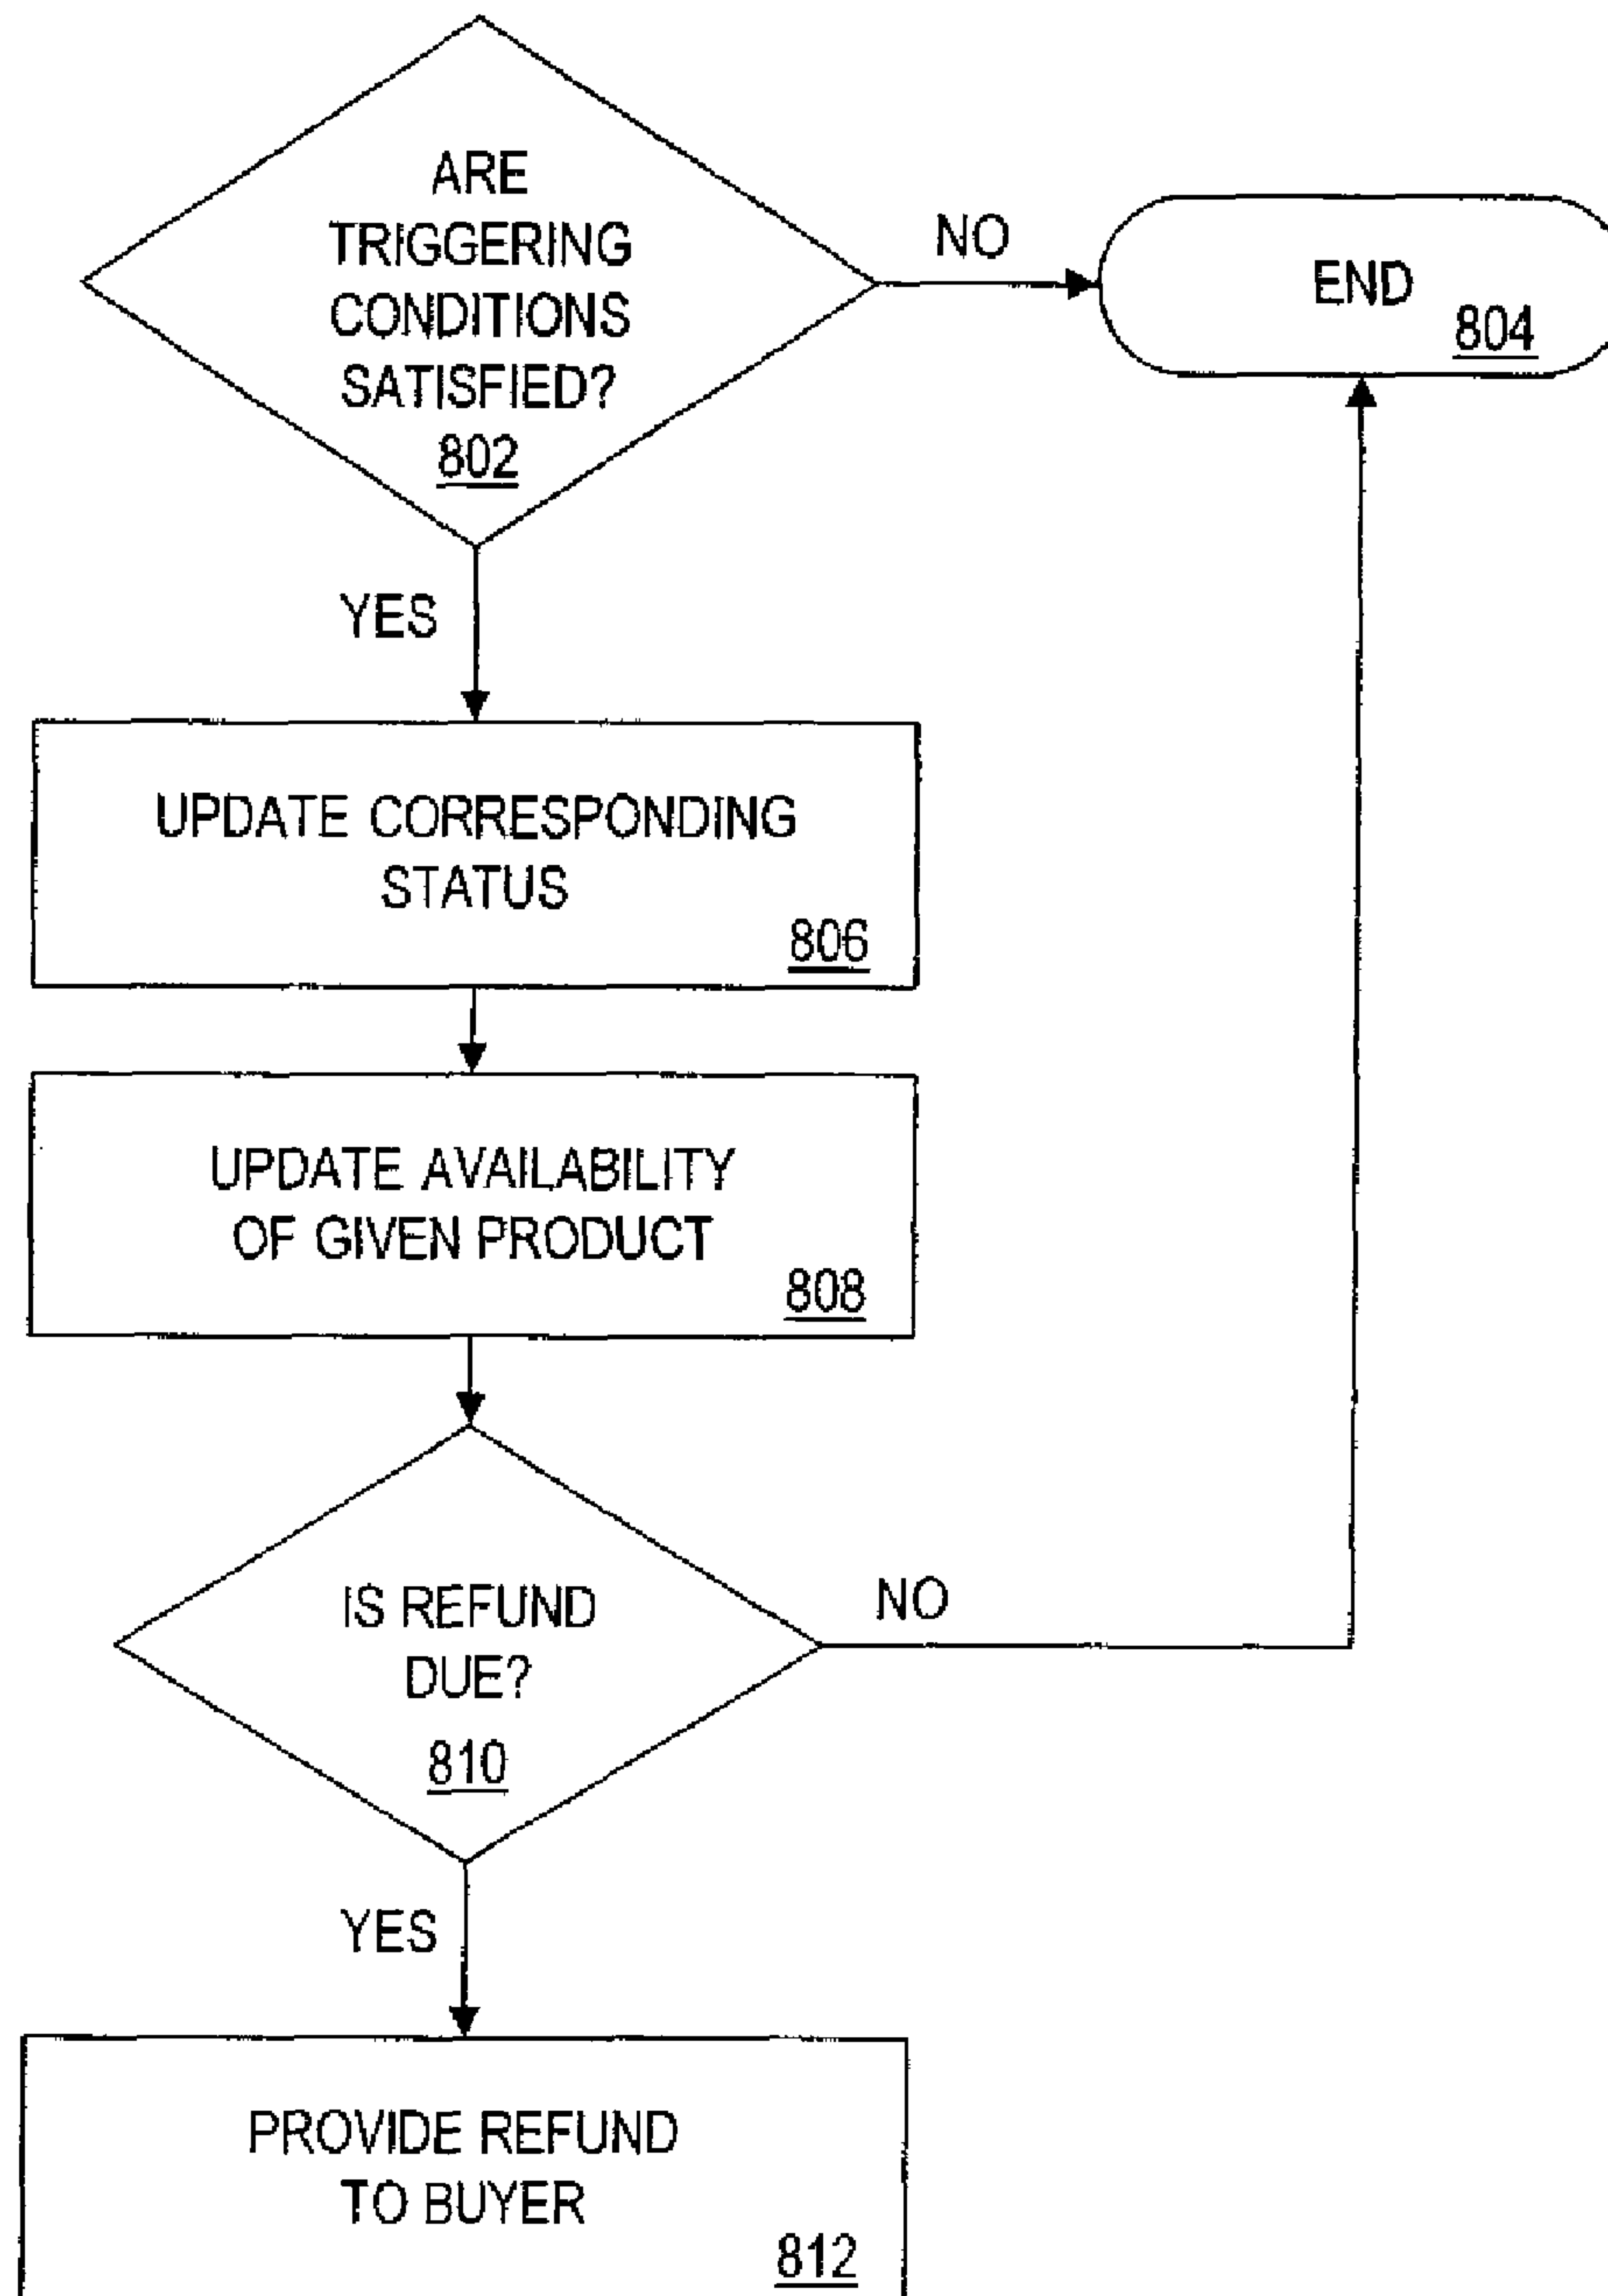 ARE
TRIGGERING
CONDITIONS
SATISFIED?
802
NO
END
804
YES
UPDATE CORRESPONDING
STATUS
806
UPDATE AVAILABILITY
OF GIVEN PRODUCT
808
IS REFUND
DUE?
810
NO
YES
PROVIDE REFUND
TO BUYER
812